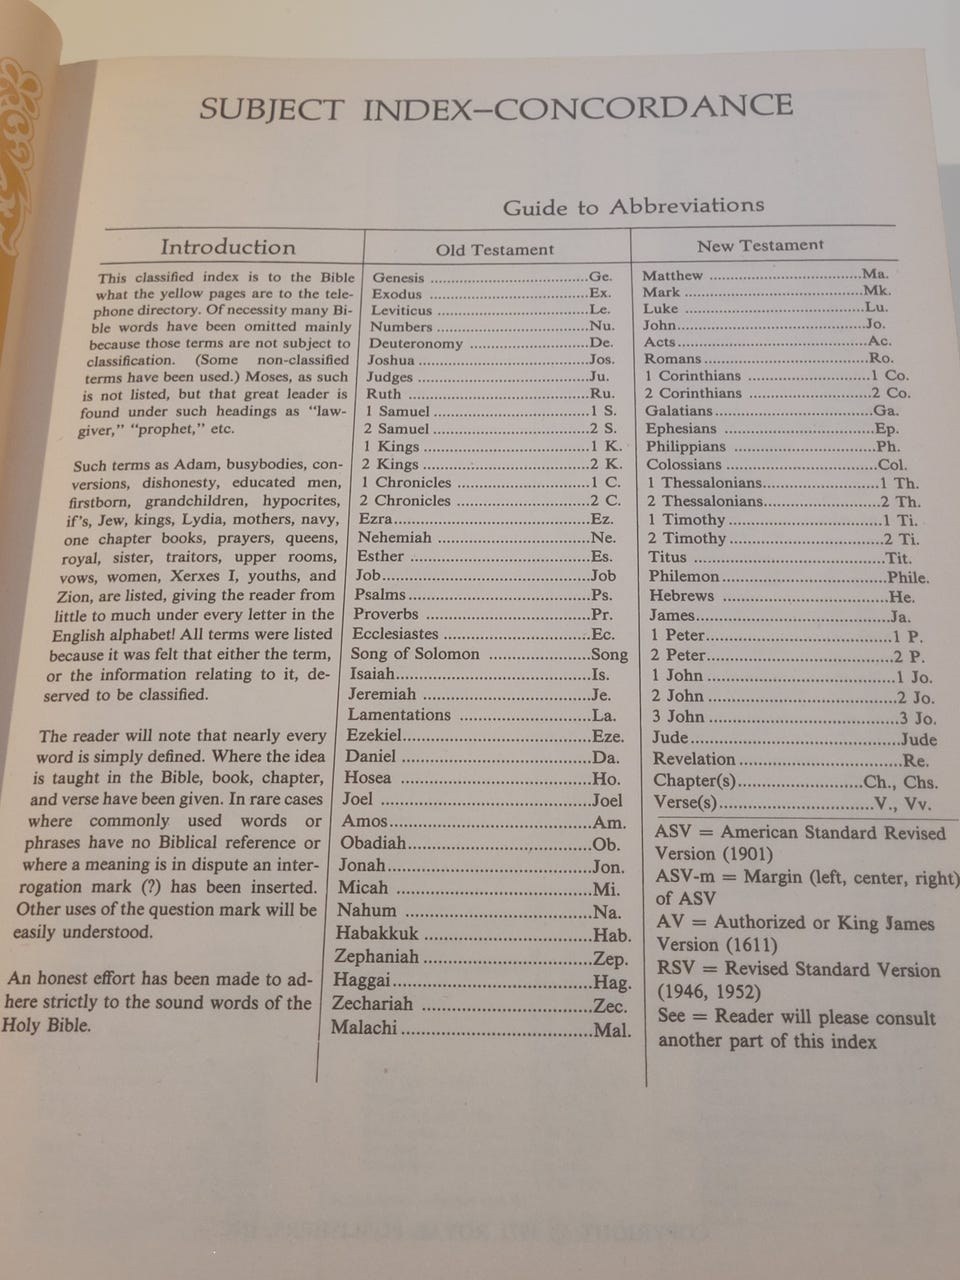 SUBJECT INDEX–CONCORDANCE
Guide to Abbreviations
Introduction
This classified index is to the Bible
what the yellow pages are to the tele-
phone directory. Of necessity many Bi-
ble words have been omitted mainly
because those terms are not subject to
classification. (Some non-classified
terms have been used.) Moses, as such
is not listed, but that great leader is
found under such headings as "law-
giver," "prophet," etc.
Such terms as Adam, busybodies, con-
versions, dishonesty, educated men,
firstborn, grandchildren, hypocrites,
if's, Jew, kings, Lydia, mothers, navy,
one chapter books, prayers, queens,
royal, sister, traitors, upper rooms,
vows, women, Xerxes I, youths, and
Zion, are listed, giving the reader from
little to much under every letter in the
English alphabet! All terms were listed
because it was felt that either the term,
or the information relating to it, de-
served to be classified.
The reader will note that nearly every
word is simply defined. Where the idea
is taught in the Bible, book, chapter,
and verse have been given. In rare cases
where commonly used words or
phrases have no Biblical reference or
where a meaning is in dispute an inter-
rogation mark (?) has been inserted.
Other uses of the question mark will be
easily understood.
An honest effort has been made to ad-
here strictly to the sound words of the
Holy Bible.
Old Testament
Genesis ..............................Ge.
Exodus ..............................Ex.
Leviticus ..............................Le.
Numbers ..............................Nu.
Deuteronomy ........................De.
Joshua ..............................Jos.
Judges ..............................Ju.
Ruth ..............................Ru.
1 Samuel ..............................1 S.
2 Samuel ..............................2 S.
1 Kings ..............................1 K.
2 Kings ..............................2 K.
1 Chronicles ........................1 C.
2 Chronicles ........................2 C.
Ezra..............................Ez.
Nehemiah ..............................Ne.
Esther ..............................Es.
Job..............................Job
Psalms..............................Ps.
Proverbs ..............................Pr.
Ecclesiastes ........................Ec.
Song of Solomon ..................Song
Isaiah..............................Is.
Jeremiah ..............................Je.
Lamentations ........................La.
Ezekiel..............................Eze.
Daniel ..............................Da.
Hosea ..............................Ho.
Joel ..............................Joel
Amos..............................Am.
Obadiah..............................Ob.
Jonah..............................Jon.
Micah ..............................Mi.
Nahum ..............................Na.
Habakkuk ........................Hab.
Zephaniah ........................Zep.
Haggai..............................Hag.
Zechariah ........................Zec.
Malachi ..............................Mal.
New Testament
Matthew ..............................Ma.
Mark ..............................Mk.
Luke ..............................Lu.
John..............................Jo.
Acts..............................Ac.
Romans..............................Ro.
1 Corinthians ..................1 Co.
2 Corinthians ..................2 Co.
Galatians..............................Ga.
Ephesians ........................Ep.
Philippians ........................Ph.
Colossians ........................Col.
1 Thessalonians..................1 Th.
2 Thessalonians..................2 Th.
1 Timothy ........................1 Ti.
2 Timothy ........................2 Ti.
Titus ..............................Tit.
Philemon ........................Phile.
Hebrews ........................He.
James..............................Ja.
1 Peter..............................1 P.
2 Peter..............................2 P.
1 John ..............................1 Jo.
2 John ..............................2 Jo.
3 John ..............................3 Jo.
Jude..............................Jude
Revelation ........................Re.
Chapter(s)..................Ch., Chs.
Verse(s)........................V., Vv.
ASV = American Standard Revised
Version (1901)
ASV-m = Margin (left, center, right)
of ASV
AV = Authorized or King James
Version (1611)
RSV = Revised Standard Version
(1946, 1952)
See = Reader will please consult
another part of this index